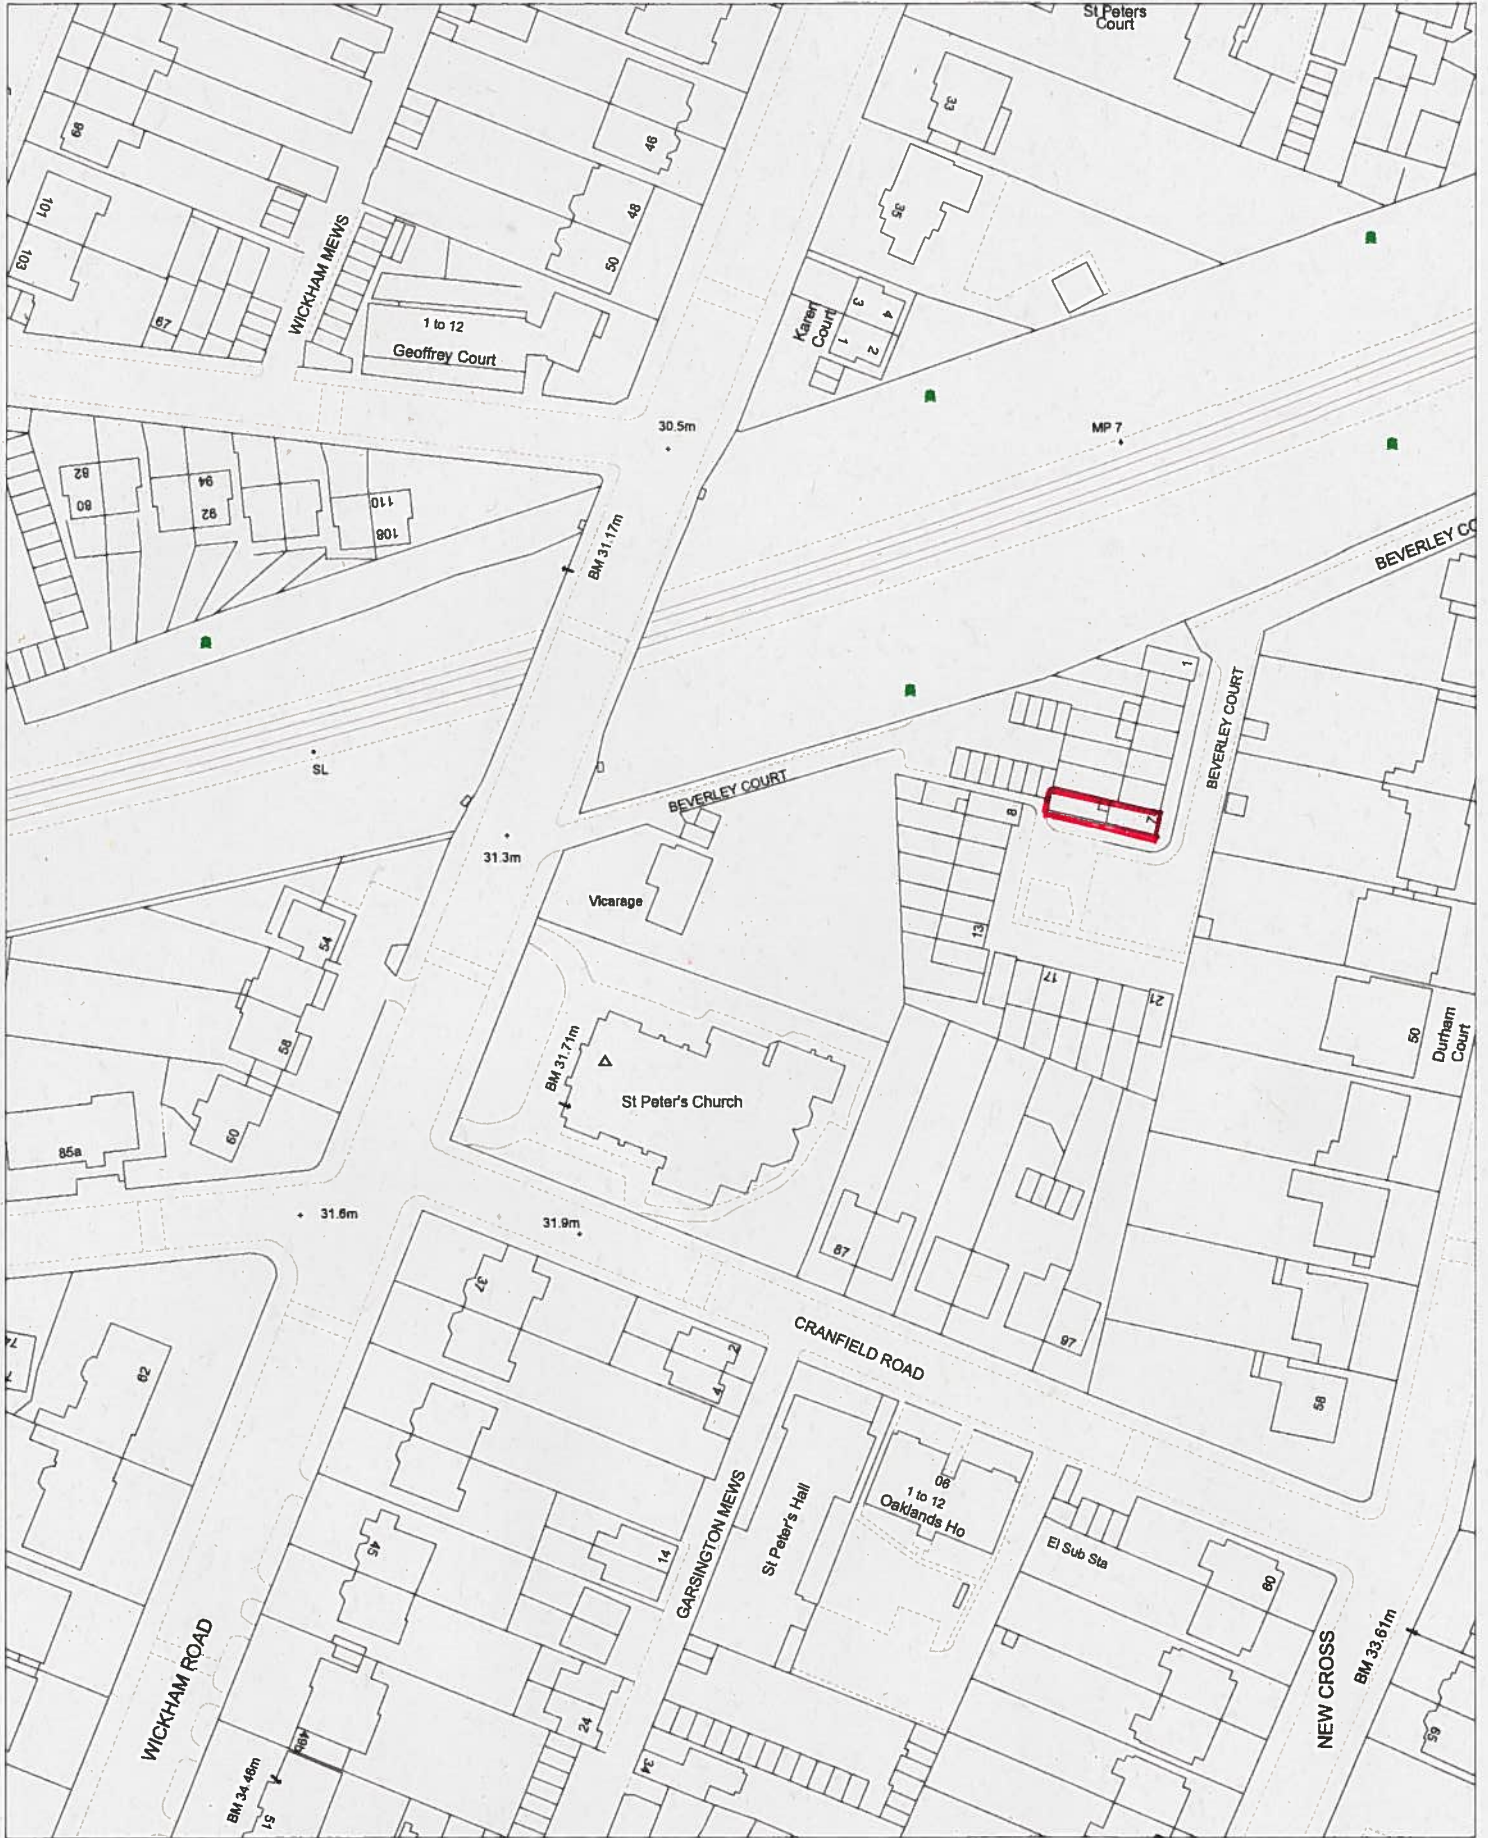 St Peters
Court
33
99
46
35
101
48
103
50
WICKHAM MEWS
3
4
Karen
Court
1
2
67
1 to 12
Geoffrey Court
30.5m
MP 7
82
80
94
92
110
108
BM 31.17m
BEVERLEY CO
1
BEVERLEY COURT
SL
BEVERLEY COURT
8
7
31.3m
Vicarage
54
13
17
21
58
50
Durham
Court
BM 31.71m
St Peter's Church
60
85a
31.6m
31.9m
87
37
CRANFIELD ROAD
97
2
4
74
62
58
06
1 to 12
Oaklands Ho
St Peter's Hall
GARSINGTON MEWS
45
14
El Sub Sta
60
WICKHAM ROAD
NEW CROSS
BM 33.61m
24
49b
34
65
BM 34.46m
51